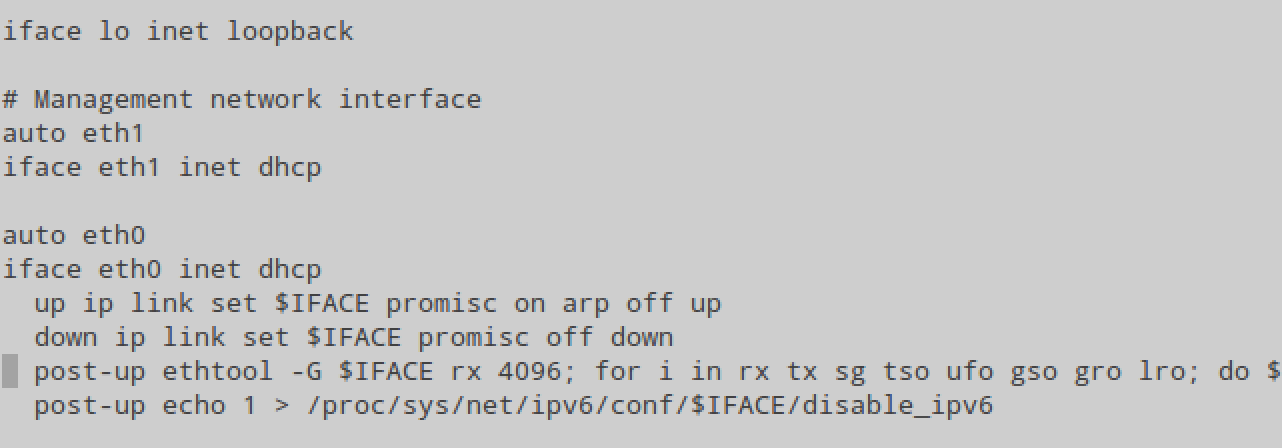 iface lo inet loopback
# Management network interface
auto eth1
iface eth1 inet dhcp
auto eth0
iface eth0 inet dhcp
up ip link set $IFACE promisc on arp off up
down ip link set $IFACE promisc off down
post-up ethtool -G $IFACE rx 4096; for i in rx tx sg tso ufo gso gro lro; do $
post-up echo 1 > /proc/sys/net/ipv6/conf/$IFACE/disable_ipv6